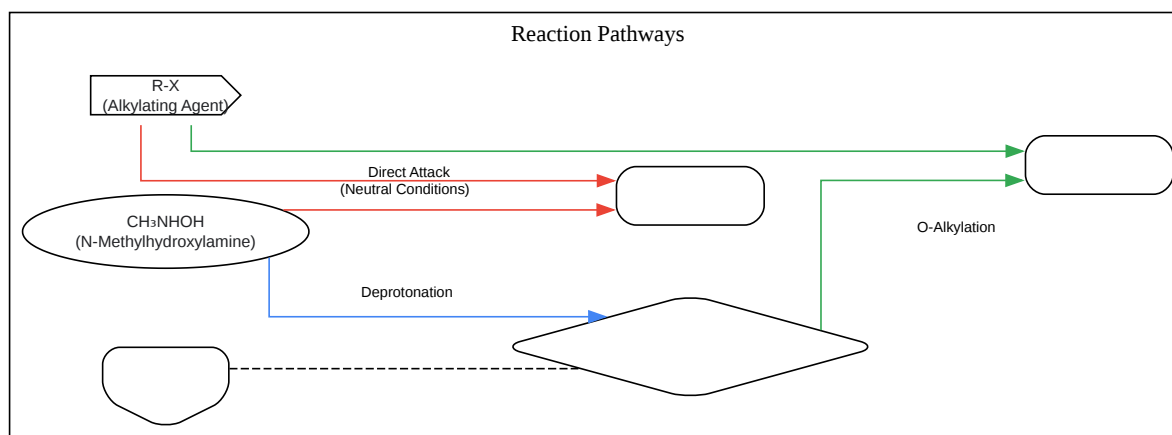 Reaction Pathways
R-X
(Alkylating Agent)
Direct Attack
(Neutral Conditions)
CH₃NHOH
(N-Methylhydroxylamine)
O-Alkylation
Deprotonation